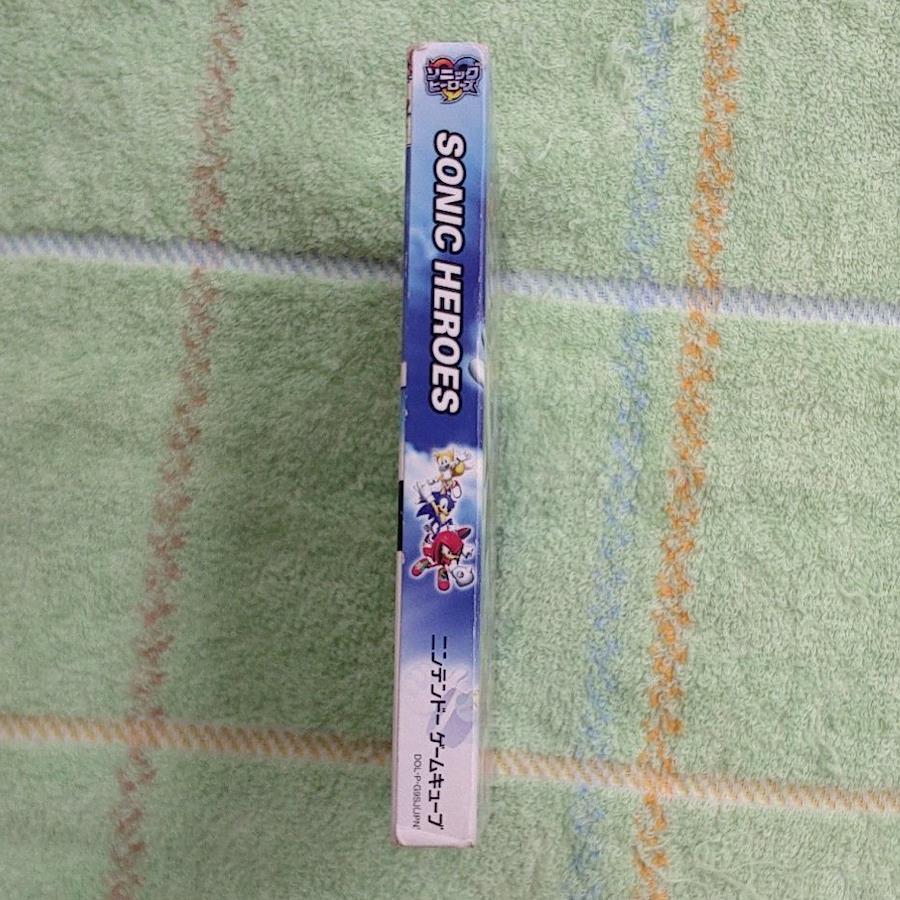 ソニック
ヒーローズ
SONIC HEROES
ニンテンドー ゲームキューブ
DOL-P-G9SJ(JPN)